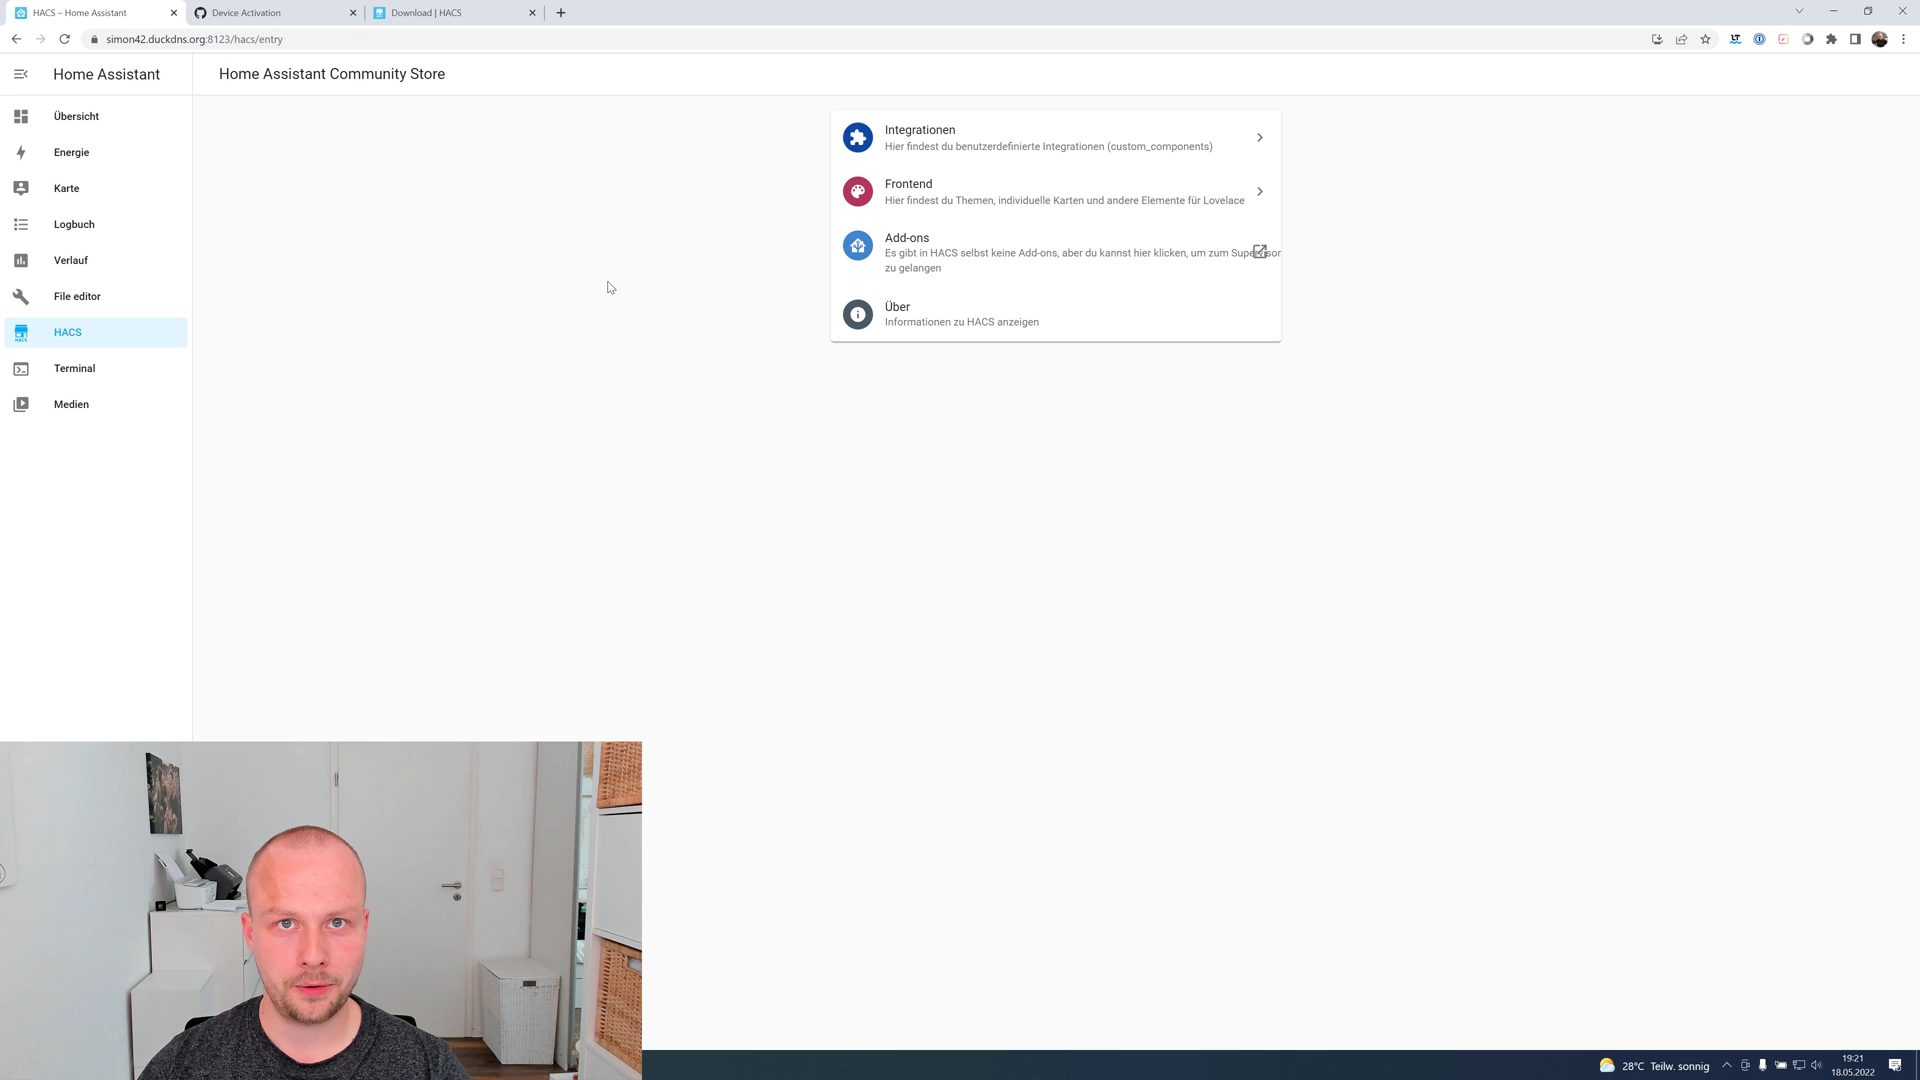 HACS – Home Assistant
Device Activation
Download | HACS
simon42.duckdns.org:8123/hacs/entry
Home Assistant
Home Assistant Community Store
Übersicht
Energie
Karte
Logbuch
Verlauf
File editor
HACS
HACS
Terminal
Medien
Integrationen
Hier findest du benutzerdefinierte Integrationen (custom_components)
Frontend
Hier findest du Themen, individuelle Karten und andere Elemente für Lovelace
Add-ons
Es gibt in HACS selbst keine Add-ons, aber du kannst hier klicken, um zum Supervisor
zu gelangen
Über
Informationen zu HACS anzeigen
28°C Teilw. sonnig
19:21
18.05.2022